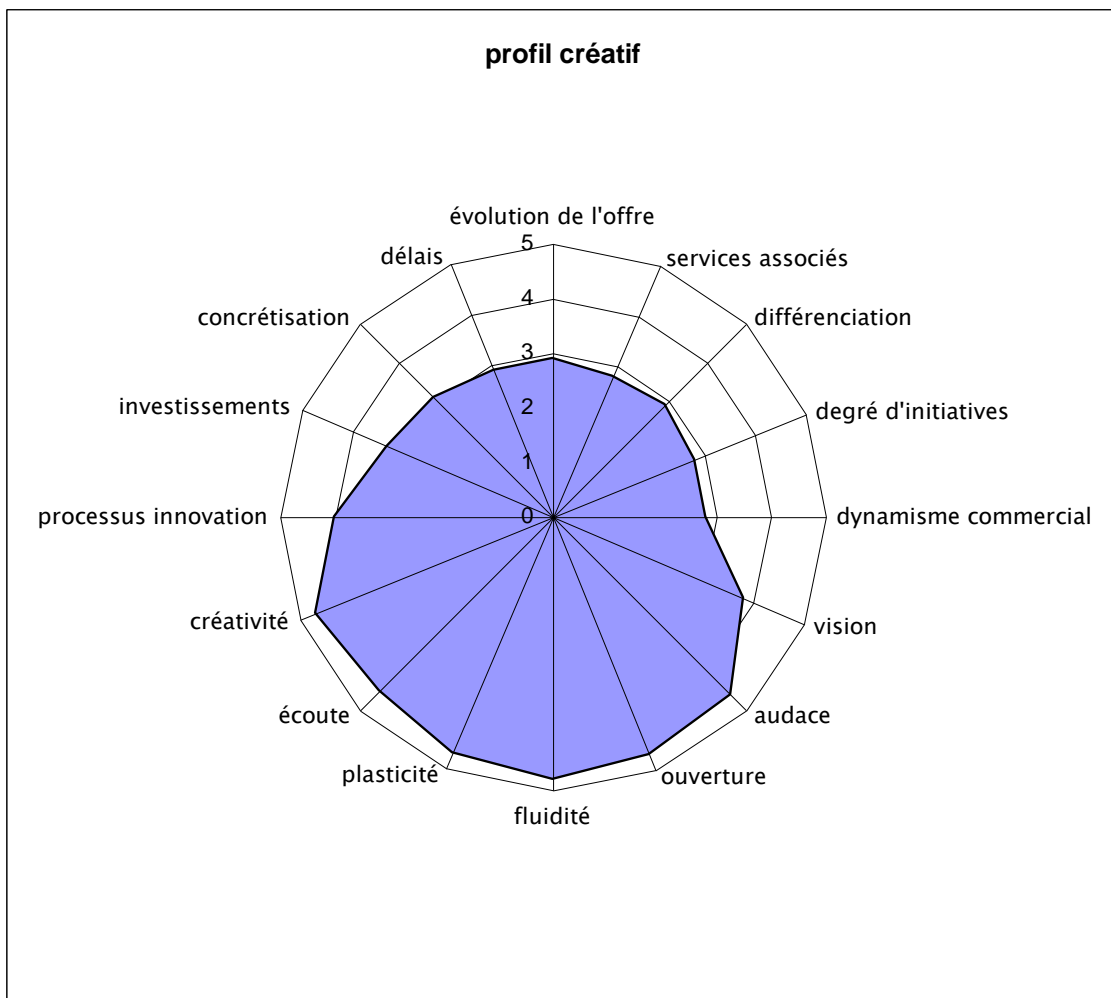 profil créatif
évolution de l'offre
services associés
différenciation
degré d'initiatives
dynamisme commercial
vision
audace
ouverture
fluidité
plasticité
écoute
créativité
processus innovation
investissements
concrétisation
délais
5
4
3
2
1
0